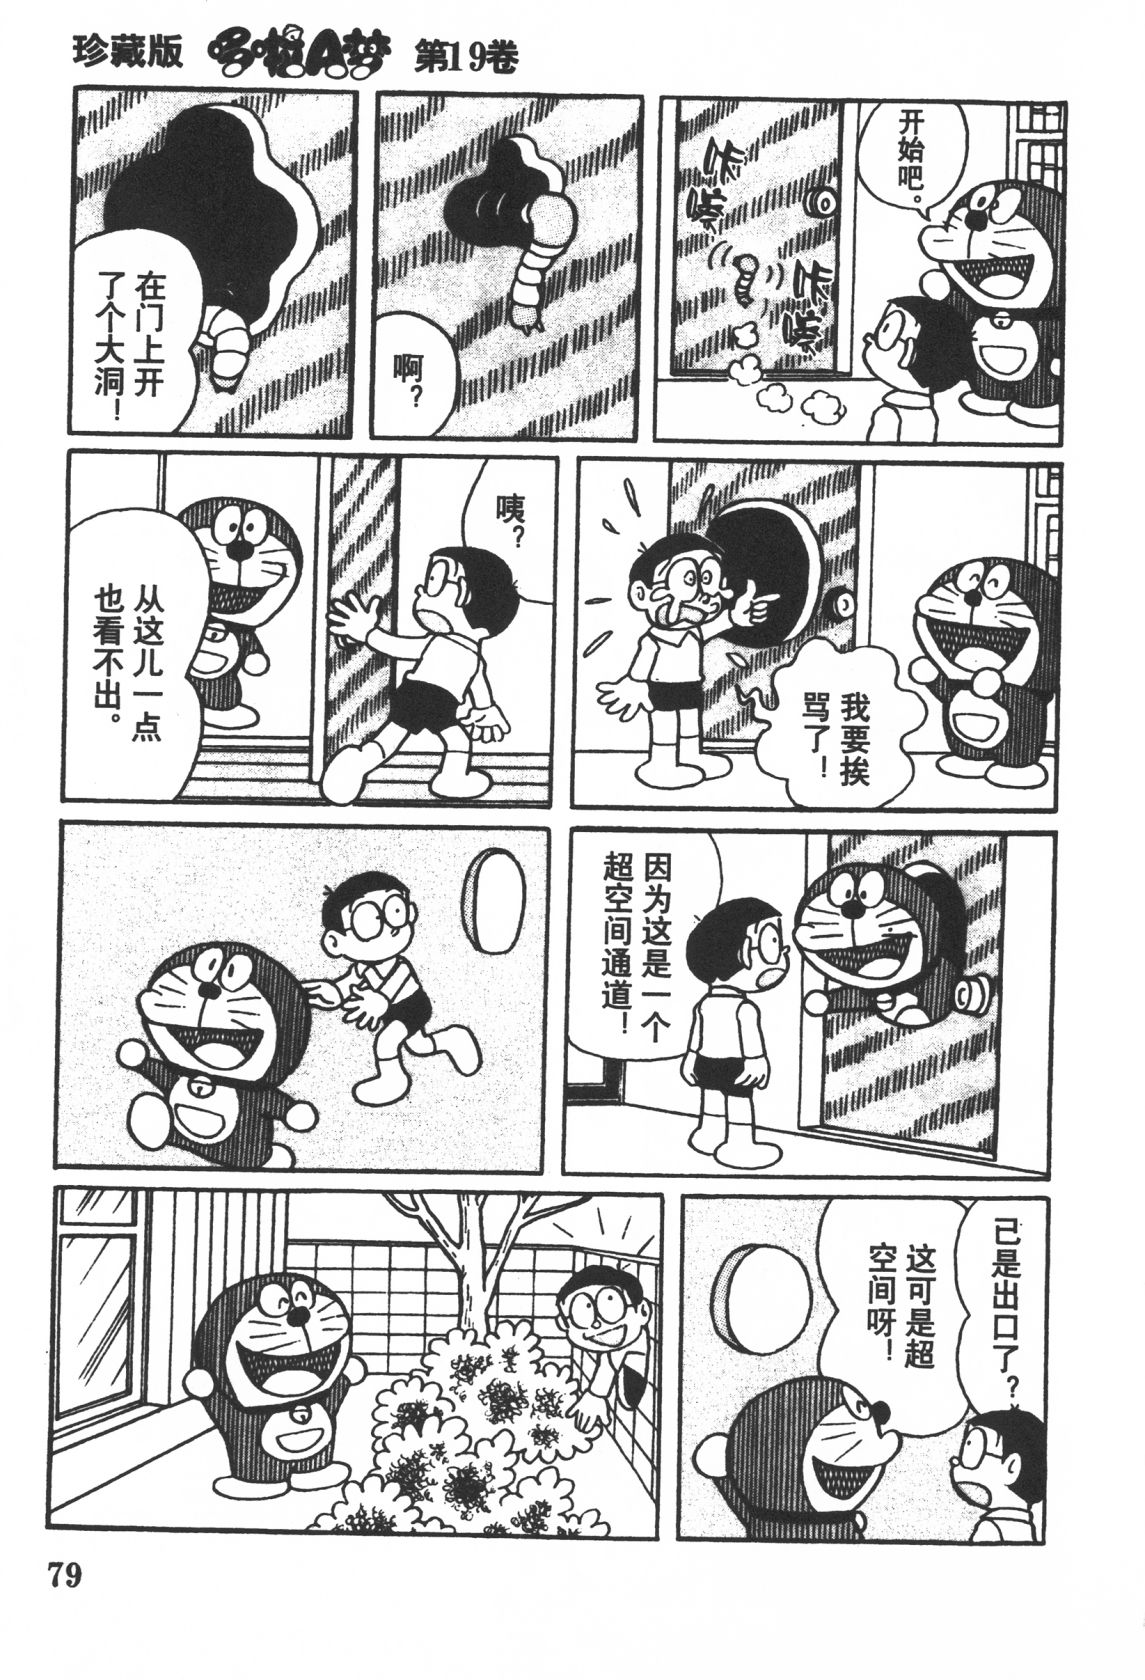 珍藏版 哆啦A梦 第19卷
开始吧。
咔
嚓
咔
嚓
啊？
在门上开
了个大洞！
我要挨
骂了！
咦？
从这儿一点
也看不出。
因为这是一个
超空间通道！
已是出口了？
这可是超
空间呀！
79